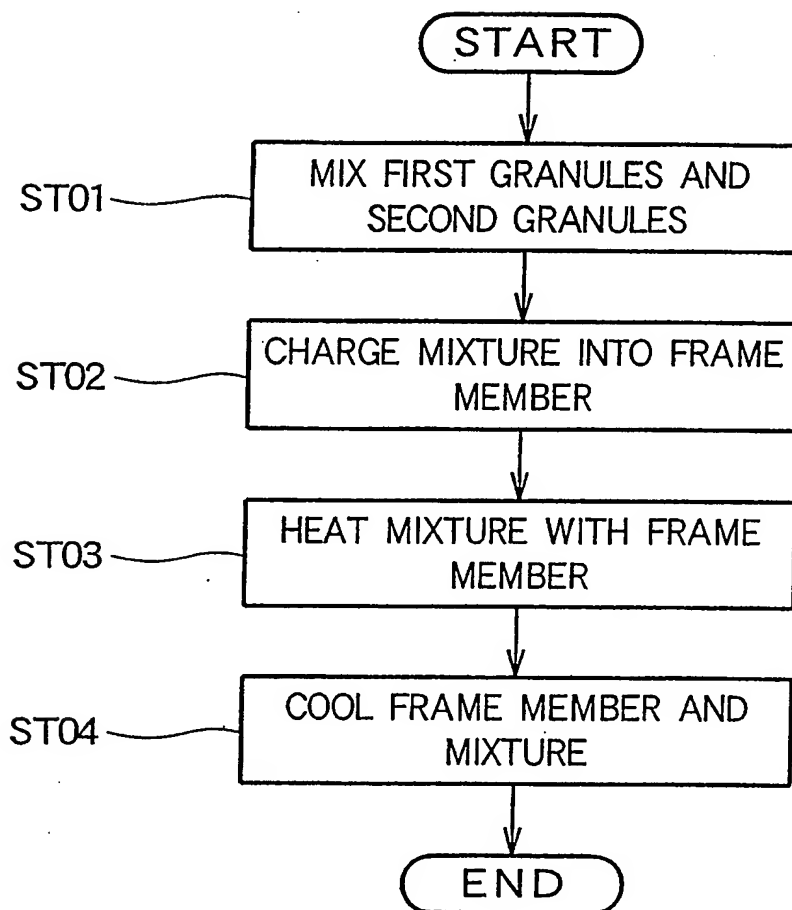 START
ST01
MIX FIRST GRANULES AND
SECOND GRANULES
ST02
CHARGE MIXTURE INTO FRAME
MEMBER
ST03
HEAT MIXTURE WITH FRAME
MEMBER
ST04
COOL FRAME MEMBER AND
MIXTURE
END